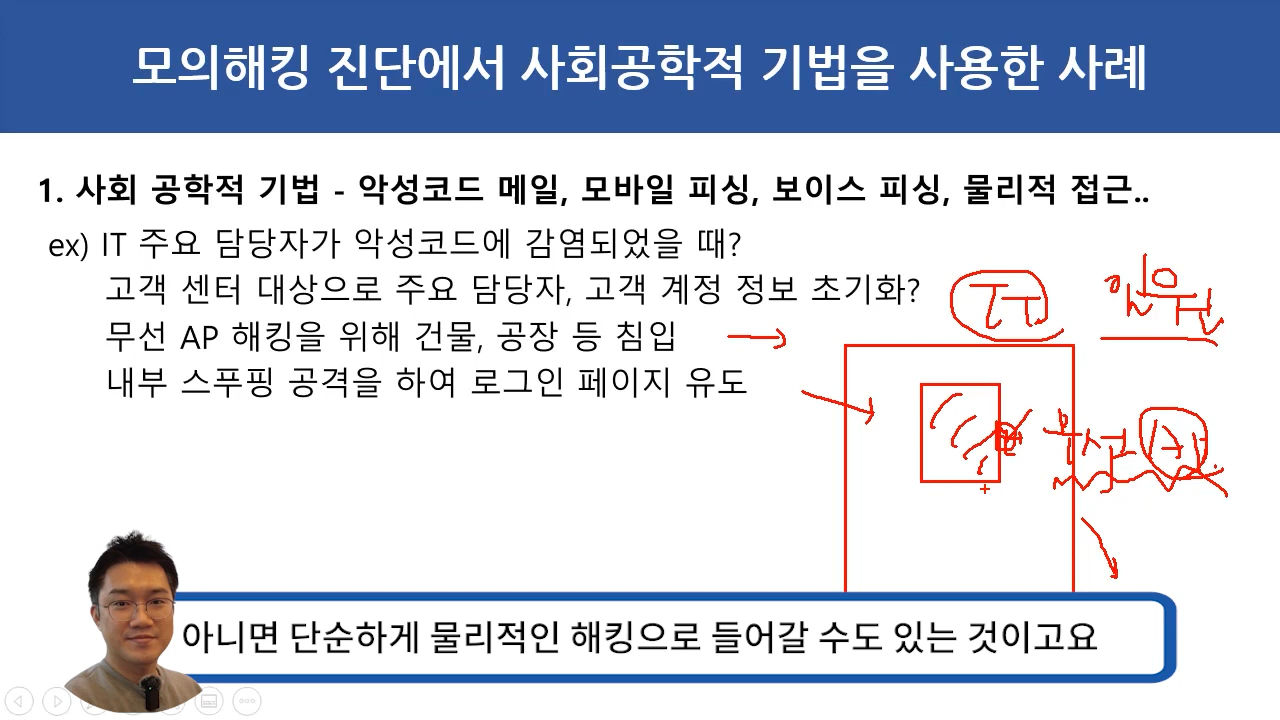 모의해킹 진단에서 사회공학적 기법을 사용한 사례
1. 사회 공학적 기법 - 악성코드 메일, 모바일 피싱, 보이스 피싱, 물리적 접근..
ex) IT 주요 담당자가 악성코드에 감염되었을 때?
고객 센터 대상으로 주요 담당자, 고객 계정 정보 초기화?
무선 AP 해킹을 위해 건물, 공장 등 침입
내부 스푸핑 공격을 하여 로그인 페이지 유도
무선 AP
아니면 단순하게 물리적인 해킹으로 들어갈 수도 있는 것이고요